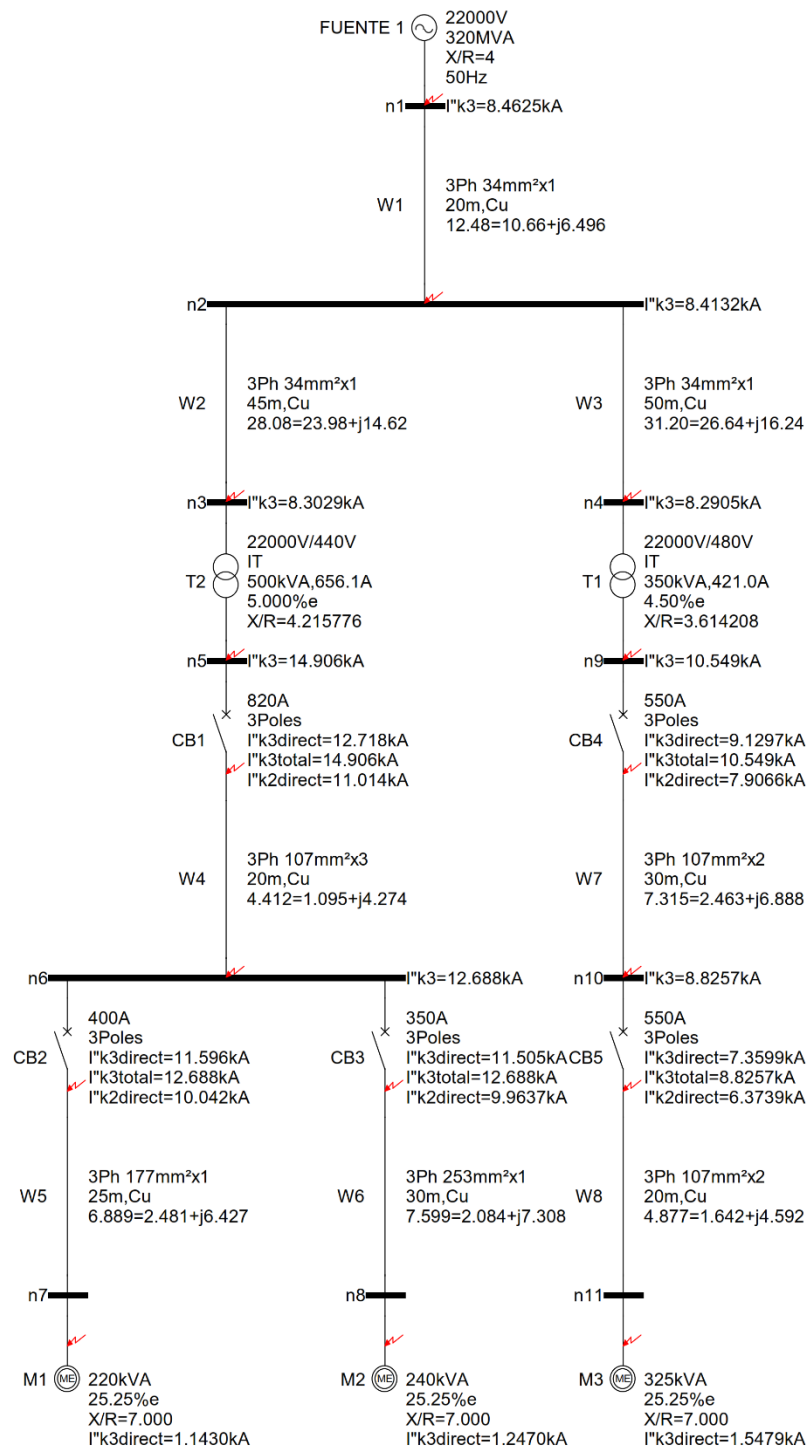 FUENTE 1
22000V
320MVA
X/R=4
50Hz
n1
I"k3=8.4625kA
W1
3Ph 34mm²x1
20m,Cu
12.48=10.66+j6.496
n2
I"k3=8.4132kA
W2
3Ph 34mm²x1
45m,Cu
28.08=23.98+j14.62
W3
3Ph 34mm²x1
50m,Cu
31.20=26.64+j16.24
n3
I"k3=8.3029kA
n4
I"k3=8.2905kA
T2
22000V/440V
IT
500kVA,656.1A
5.000%e
X/R=4.215776
T1
22000V/480V
IT
350kVA,421.0A
4.50%e
X/R=3.614208
n5
I"k3=14.906kA
n9
I"k3=10.549kA
CB1
820A
3Poles
I"k3direct=12.718kA
I"k3total=14.906kA
I"k2direct=11.014kA
CB4
550A
3Poles
I"k3direct=9.1297kA
I"k3total=10.549kA
I"k2direct=7.9066kA
W4
3Ph 107mm²x3
20m,Cu
4.412=1.095+j4.274
W7
3Ph 107mm²x2
30m,Cu
7.315=2.463+j6.888
n6
I"k3=12.688kA
n10
I"k3=8.8257kA
CB2
400A
3Poles
I"k3direct=11.596kA
I"k3total=12.688kA
I"k2direct=10.042kA
CB3
350A
3Poles
I"k3direct=11.505kA
I"k3total=12.688kA
I"k2direct=9.9637kA
CB5
550A
3Poles
I"k3direct=7.3599kA
I"k3total=8.8257kA
I"k2direct=6.3739kA
W5
3Ph 177mm²x1
25m,Cu
6.889=2.481+j6.427
W6
3Ph 253mm²x1
30m,Cu
7.599=2.084+j7.308
W8
3Ph 107mm²x2
20m,Cu
4.877=1.642+j4.592
n7
n8
n11
M1
ME
220kVA
25.25%e
X/R=7.000
I"k3direct=1.1430kA
M2
ME
240kVA
25.25%e
X/R=7.000
I"k3direct=1.2470kA
M3
ME
325kVA
25.25%e
X/R=7.000
I"k3direct=1.5479kA